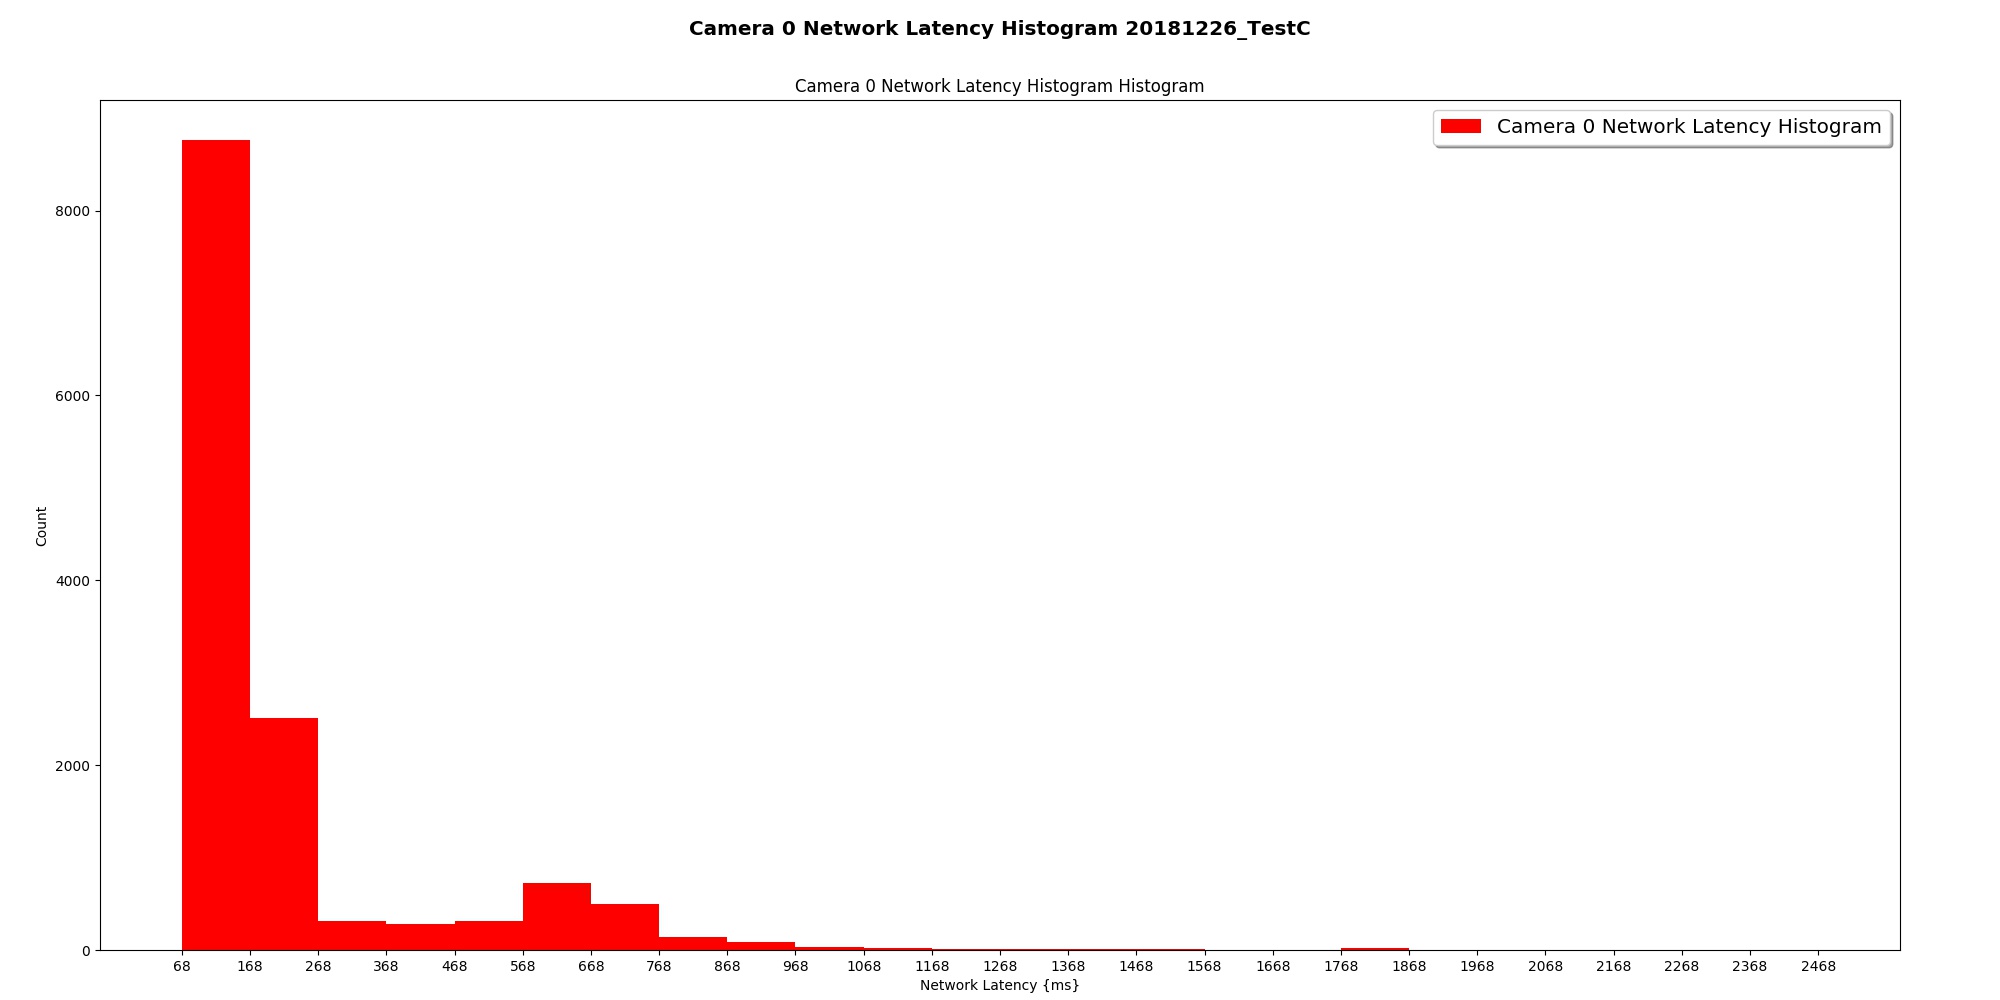 Camera 0 Network Latency Histogram 20181226_TestC
Camera 0 Network Latency Histogram Histogram
Camera 0 Network Latency Histogram
8000
6000
4000
2000
0
Count
68 168 268 368 468 568 668 768 868 968 1068 1168 1268 1368 1468 1568 1668 1768 1868 1968 2068 2168 2268 2368 2468
Network Latency {ms}